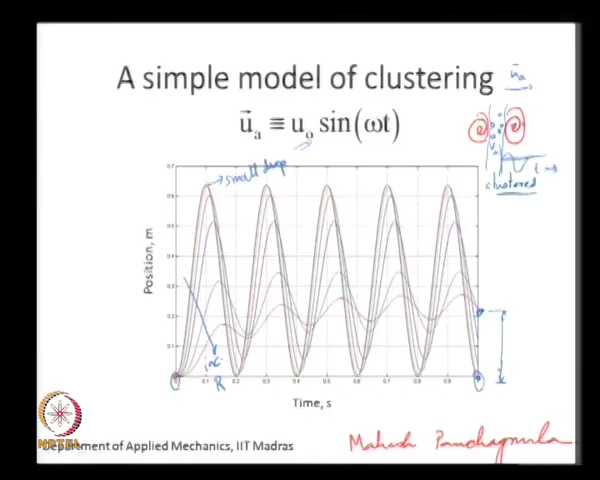 A simple model of clustering
u⃗a ≡ uo sin(ωt)
u⃗a
t
clustered
small drop
0.7
0.6
0.5
0.4
0.3
0.2
0.1
Position, m
inc.
R
0 0.1 0.2 0.3 0.4 0.5 0.6 0.7 0.8 0.9
Time, s
NPTEL
Department of Applied Mechanics, IIT Madras
Mahesh Panchagnula